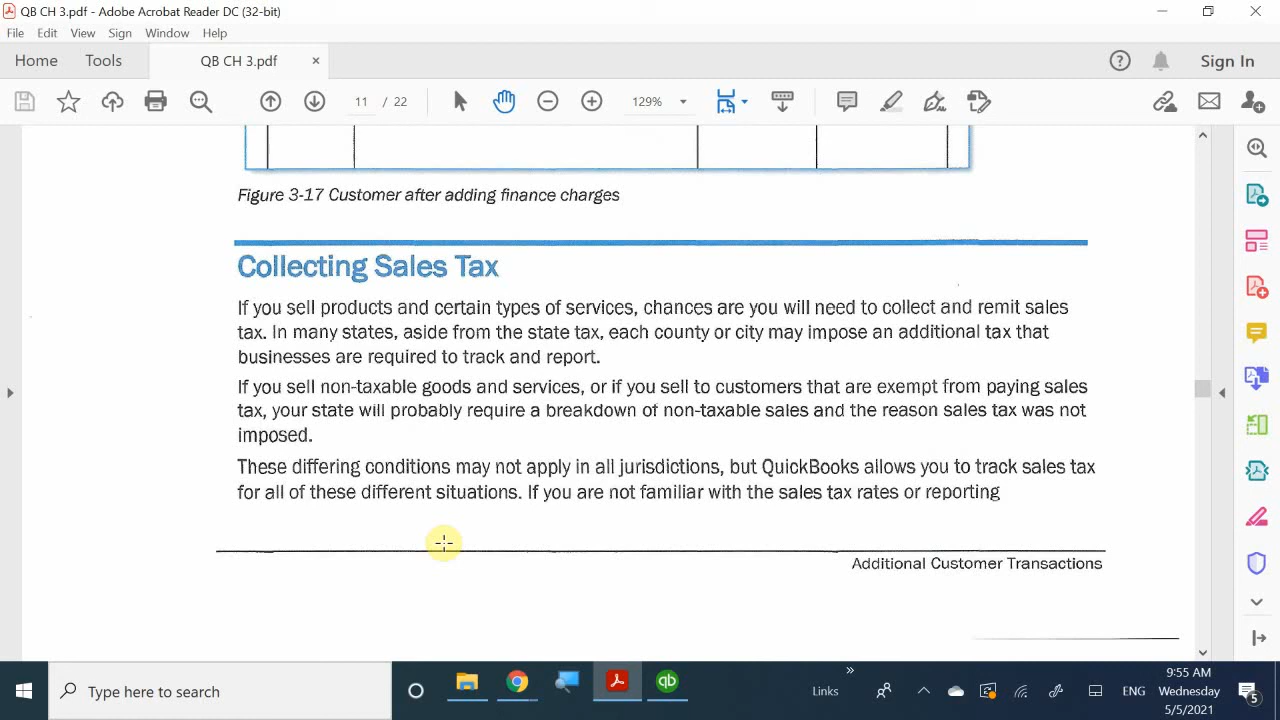 QB CH 3.pdf - Adobe Acrobat Reader DC (32-bit)
File Edit View Sign Window Help
Home Tools QB CH 3.pdf × Sign In
11 / 22 129%
Figure 3-17 Customer after adding finance charges
Collecting Sales Tax
If you sell products and certain types of services, chances are you will need to collect and remit sales
tax. In many states, aside from the state tax, each county or city may impose an additional tax that
businesses are required to track and report.
If you sell non-taxable goods and services, or if you sell to customers that are exempt from paying sales
tax, your state will probably require a breakdown of non-taxable sales and the reason sales tax was not
imposed.
These differing conditions may not apply in all jurisdictions, but QuickBooks allows you to track sales tax
for all of these different situations. If you are not familiar with the sales tax rates or reporting
Additional Customer Transactions
Type here to search
qb
Links
»
ENG
9:55 AM
Wednesday
5/5/2021
5